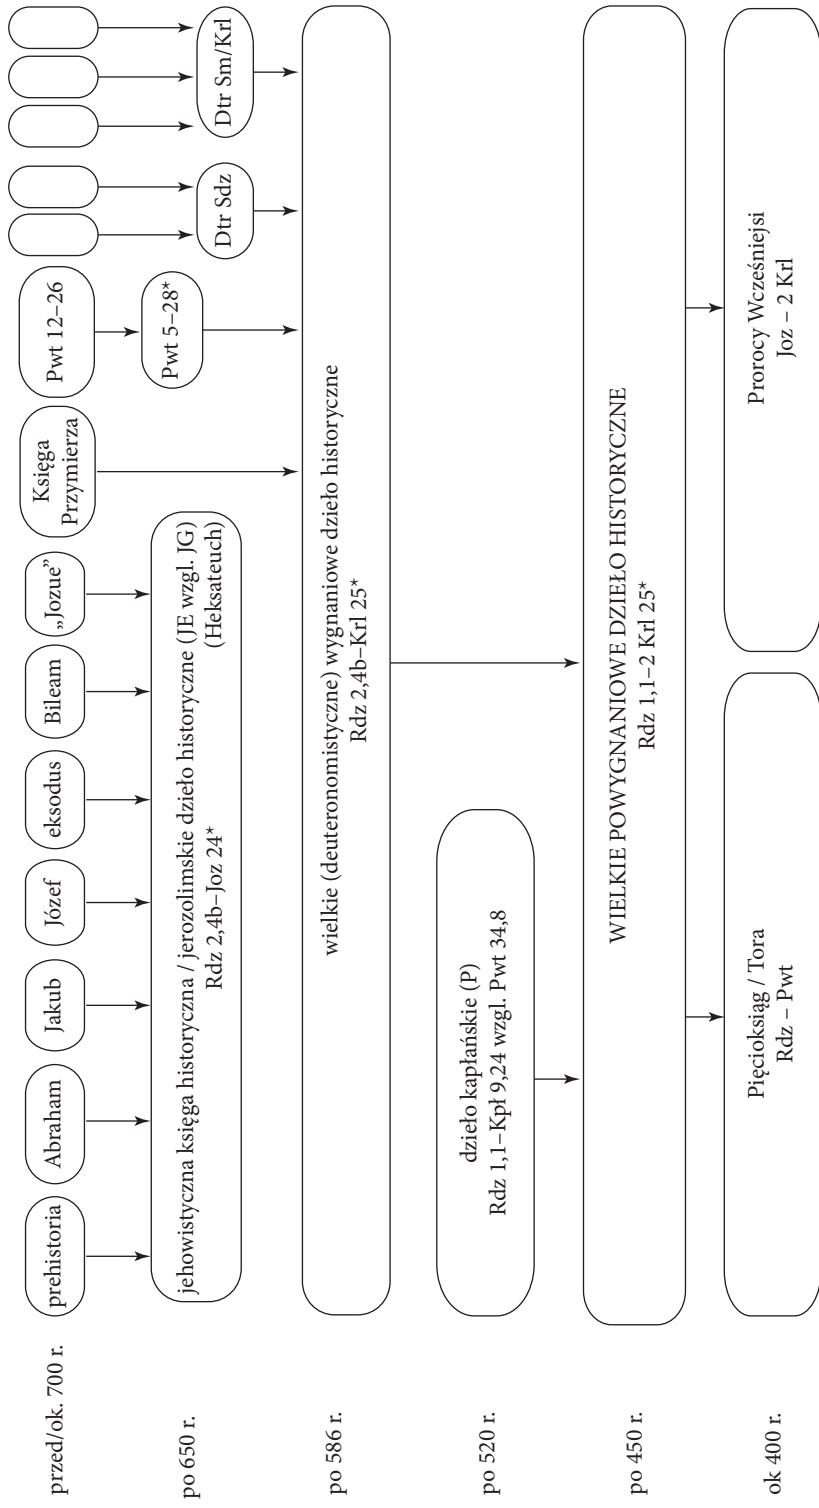 przed/ok. 700 r.
prehistoria
Abraham
Jakub
Józef
eksodus
Bileam
„Jozue”
Księga
Przymierza
Pwt 12–26
po 650 r.
jehowistyczna księga historyczna / jerozolimskie dzieło historyczne (JE wzgl. JG)
Rdz 2,4b–Joz 24*
(Heksateuch)
Pwt 5–28*
Dtr Sdz
Dtr Sm/Krl
po 586 r.
wielkie (deuteronomistyczne) wygnaniowe dzieło historyczne
Rdz 2,4b–Krl 25*
po 520 r.
dzieło kapłańskie (P)
Rdz 1,1–Kpł 9,24 wzgl. Pwt 34,8
po 450 r.
WIELKIE POWYGNANIOWE DZIEŁO HISTORYCZNE
Rdz 1,1–2 Krl 25*
ok 400 r.
Pięcioksiąg / Tora
Rdz – Pwt
Prorocy Wcześniejsi
Joz – 2 Krl